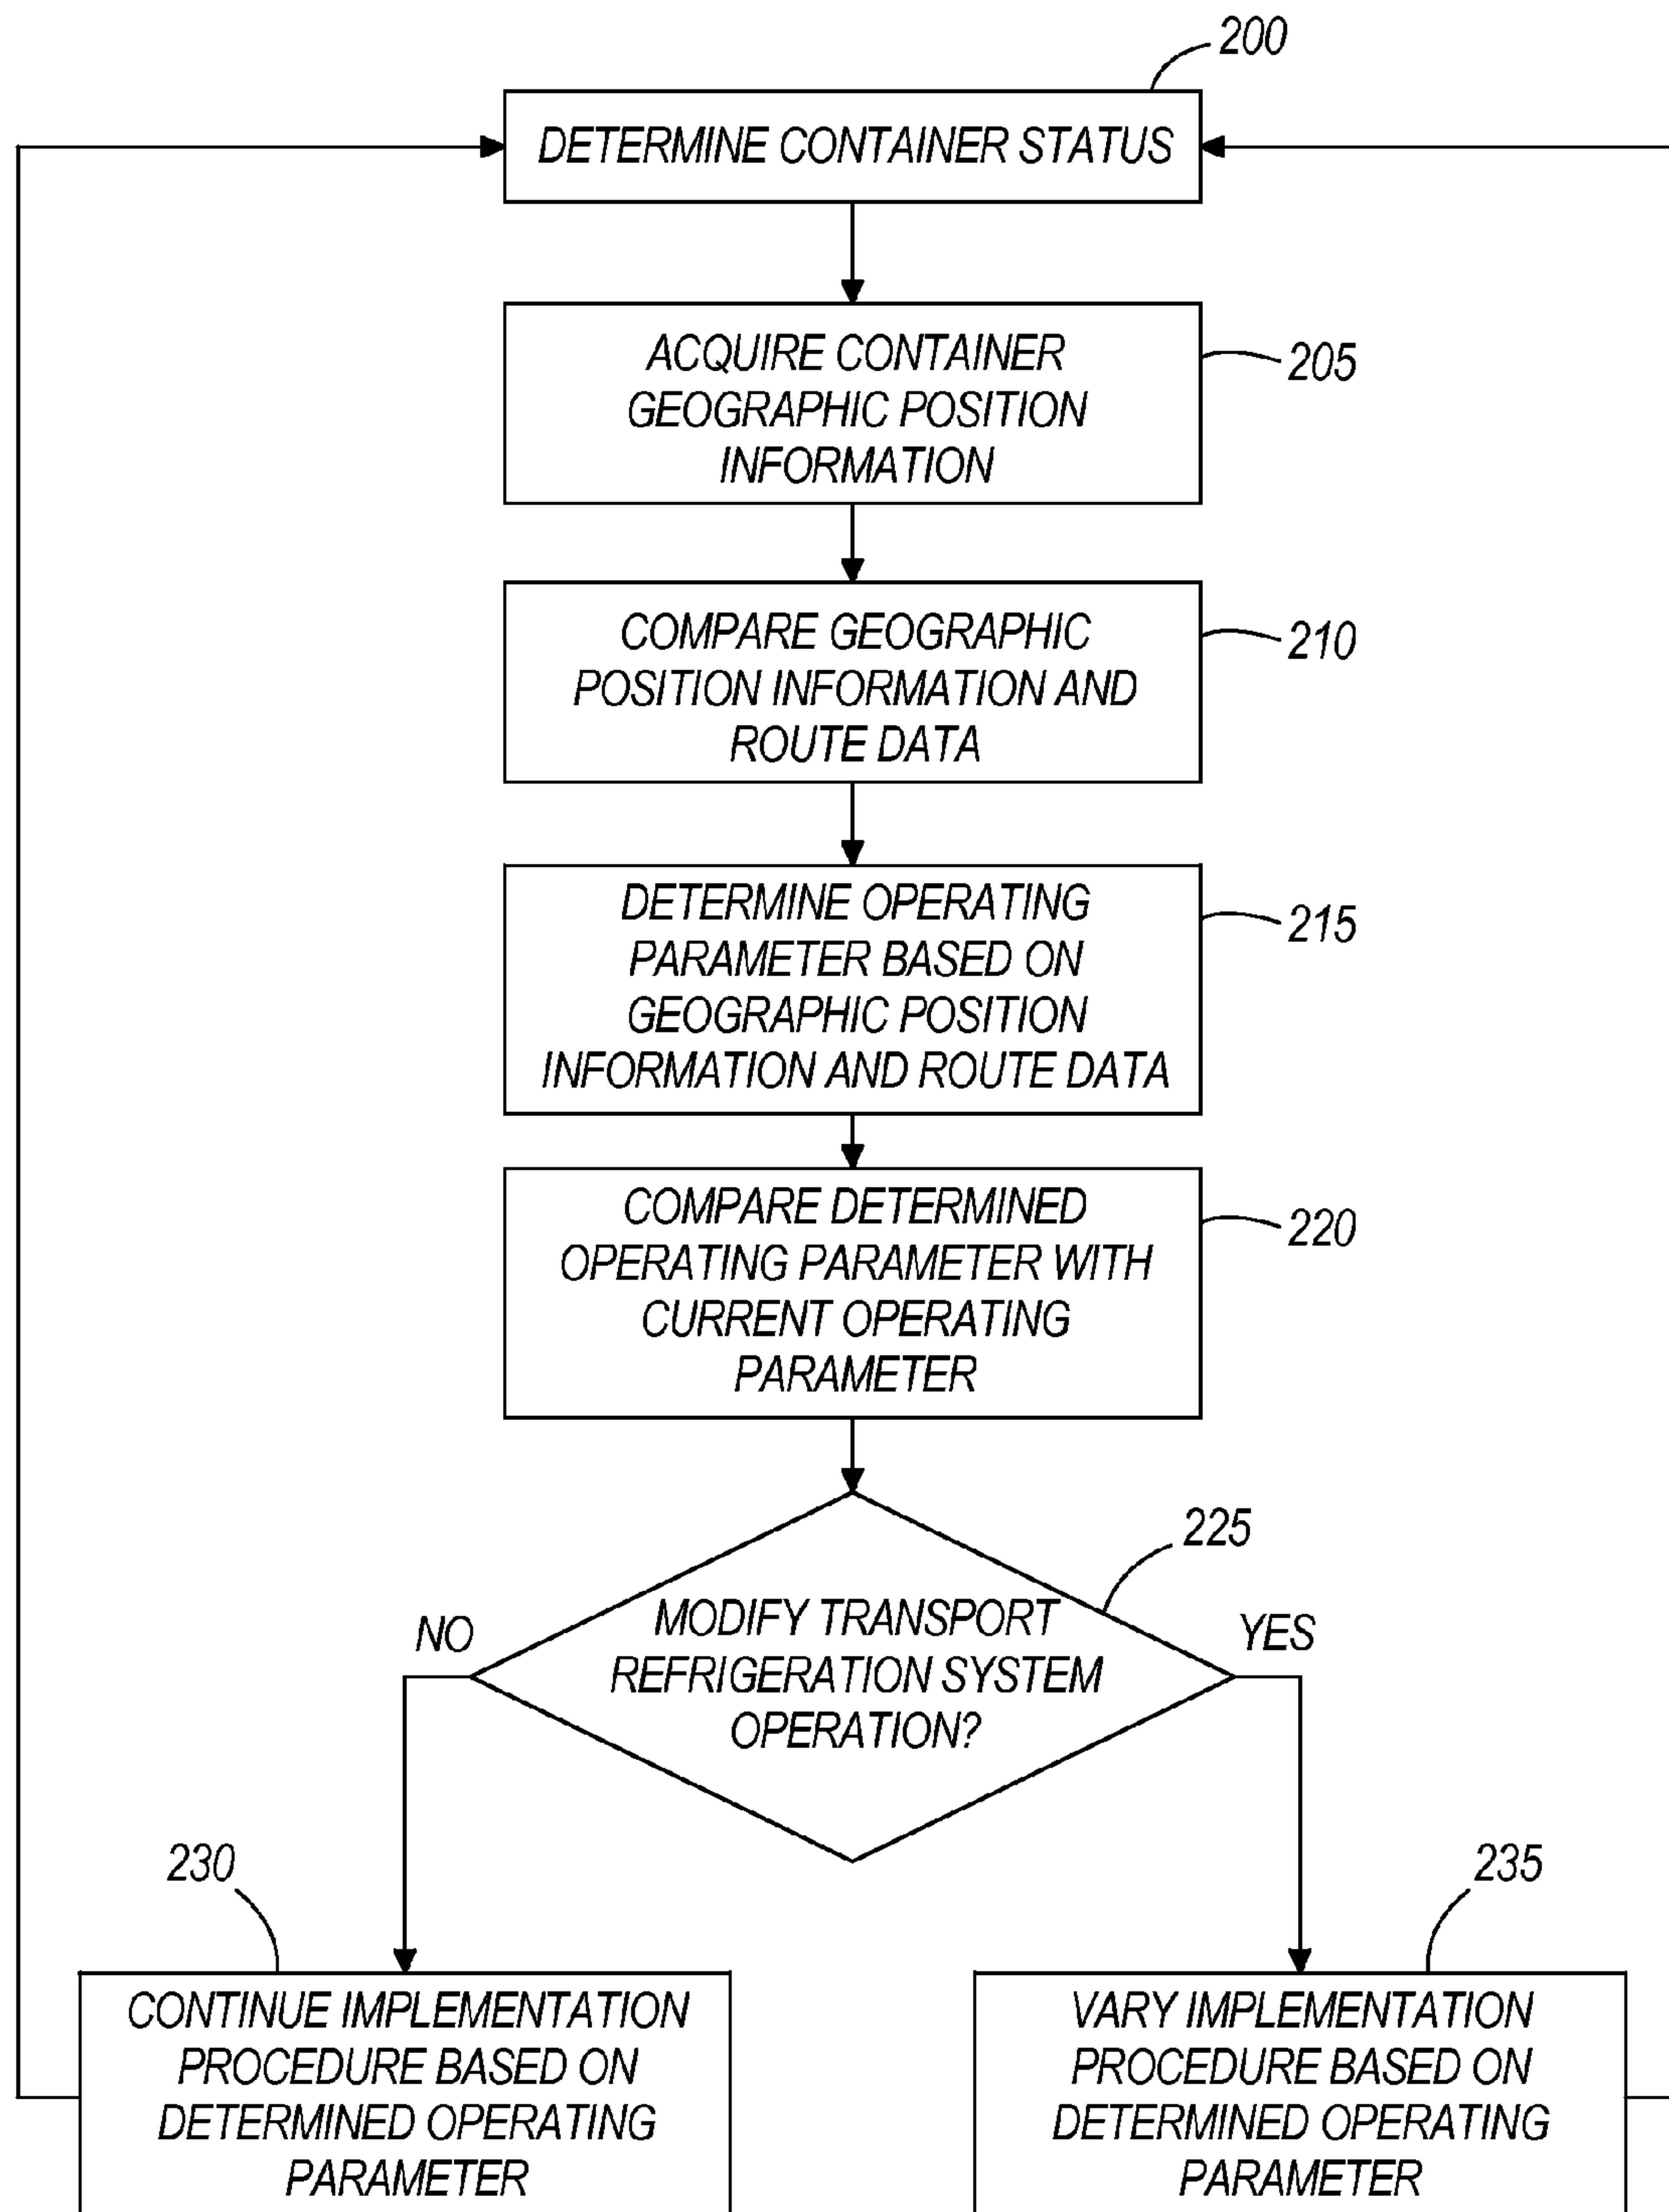 200
DETERMINE CONTAINER STATUS
ACQUIRE CONTAINER
GEOGRAPHIC POSITION
INFORMATION
205
COMPARE GEOGRAPHIC
POSITION INFORMATION AND
ROUTE DATA
210
DETERMINE OPERATING
PARAMETER BASED ON
GEOGRAPHIC POSITION
INFORMATION AND ROUTE DATA
215
COMPARE DETERMINED
OPERATING PARAMETER WITH
CURRENT OPERATING
PARAMETER
220
225
NO
MODIFY TRANSPORT
REFRIGERATION SYSTEM
OPERATION?
YES
230
CONTINUE IMPLEMENTATION
PROCEDURE BASED ON
DETERMINED OPERATING
PARAMETER
235
VARY IMPLEMENTATION
PROCEDURE BASED ON
DETERMINED OPERATING
PARAMETER